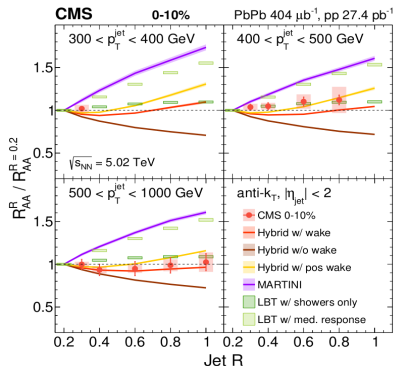 CMS 0-10% PbPb 404 μb⁻¹, pp 27.4 pb⁻¹
300 < p_T^jet < 400 GeV 400 < p_T^jet < 500 GeV
R_AA^R / R_AA^R = 0.2
1.5
1
0.5
√s_NN = 5.02 TeV
500 < p_T^jet < 1000 GeV anti-k_T, |η_jet| < 2
1.5
1
0.5
CMS 0-10%
Hybrid w/ wake
Hybrid w/o wake
Hybrid w/ pos wake
MARTINI
LBT w/ showers only
LBT w/ med. response
0.2 0.4 0.6 0.8 1 0.2 0.4 0.6 0.8 1
Jet R